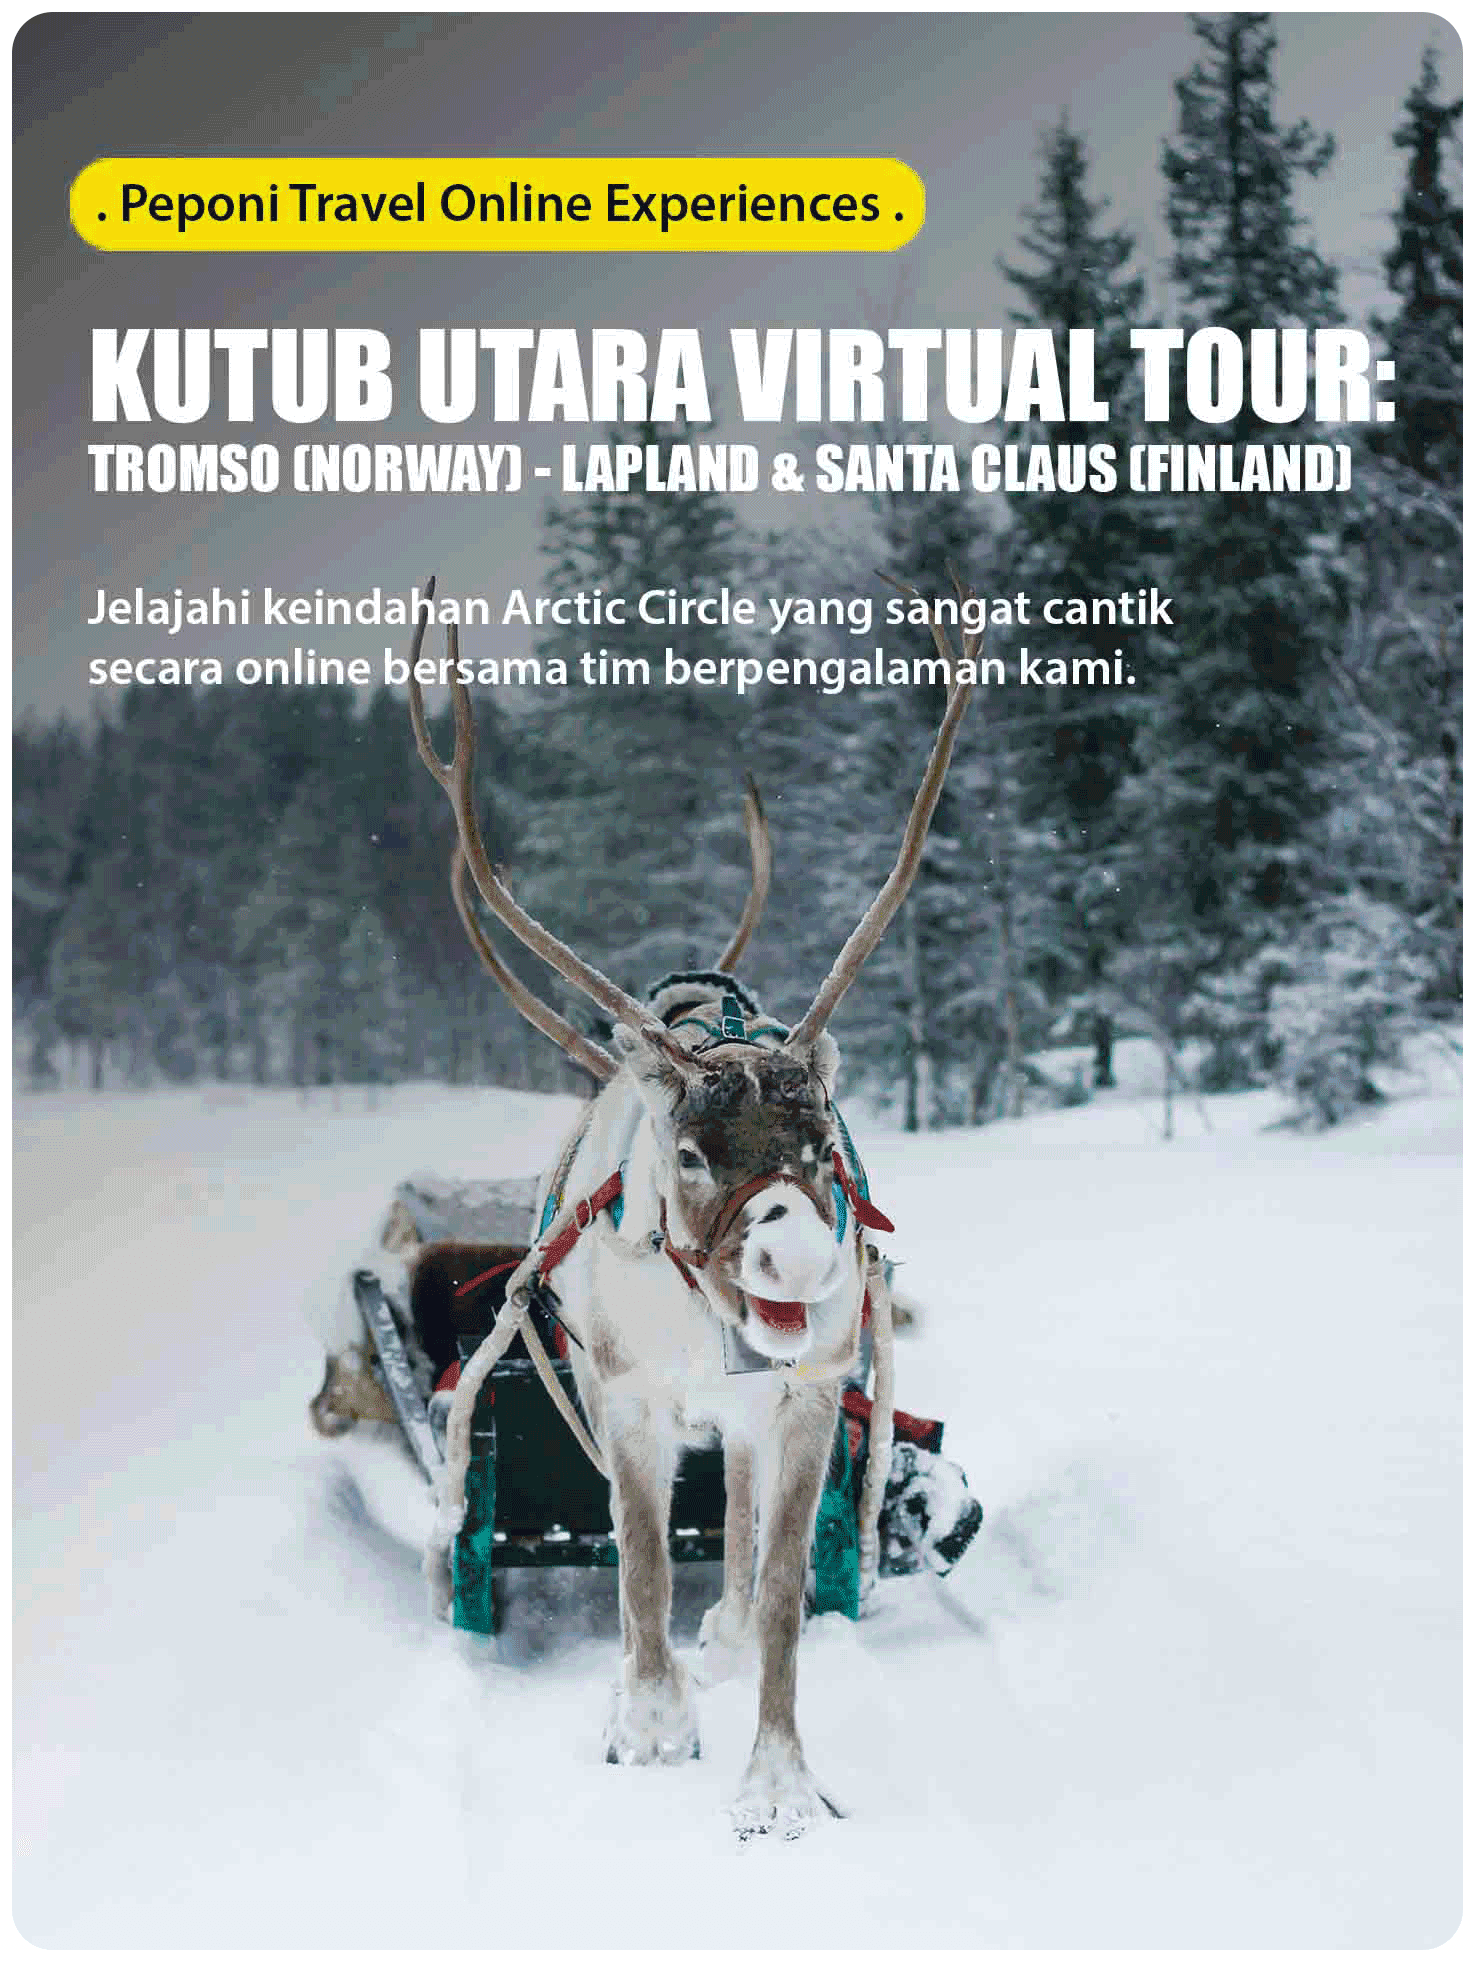 . Peponi Travel Online Experiences .
KUTUB UTARA VIRTUAL TOUR:
TROMSO (NORWAY) - LAPLAND & SANTA CLAUS (FINLAND)
Jelajahi keindahan Arctic Circle yang sangat cantik
secara online bersama tim berpengalaman kami.